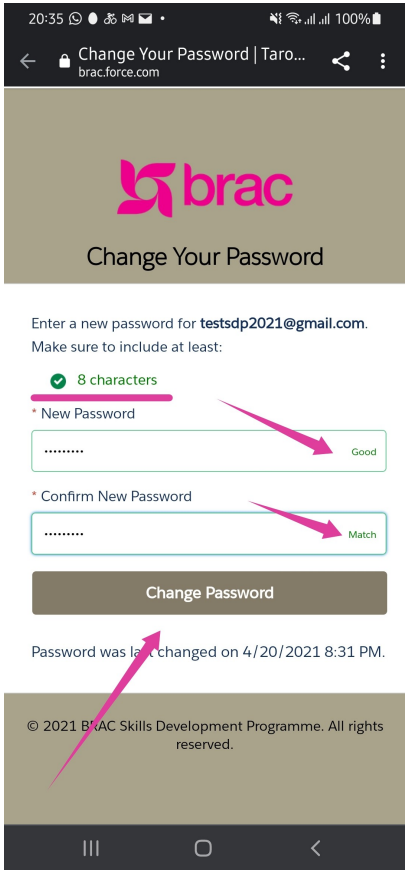 20:35 100%
Change Your Password | Taro...
brac.force.com
brac
Change Your Password
Enter a new password for testsdp2021@gmail.com.
Make sure to include at least:
8 characters
* New Password
......... Good
* Confirm New Password
......... Match
Change Password
Password was last changed on 4/20/2021 8:31 PM.
© 2021 BRAC Skills Development Programme. All rights
reserved.